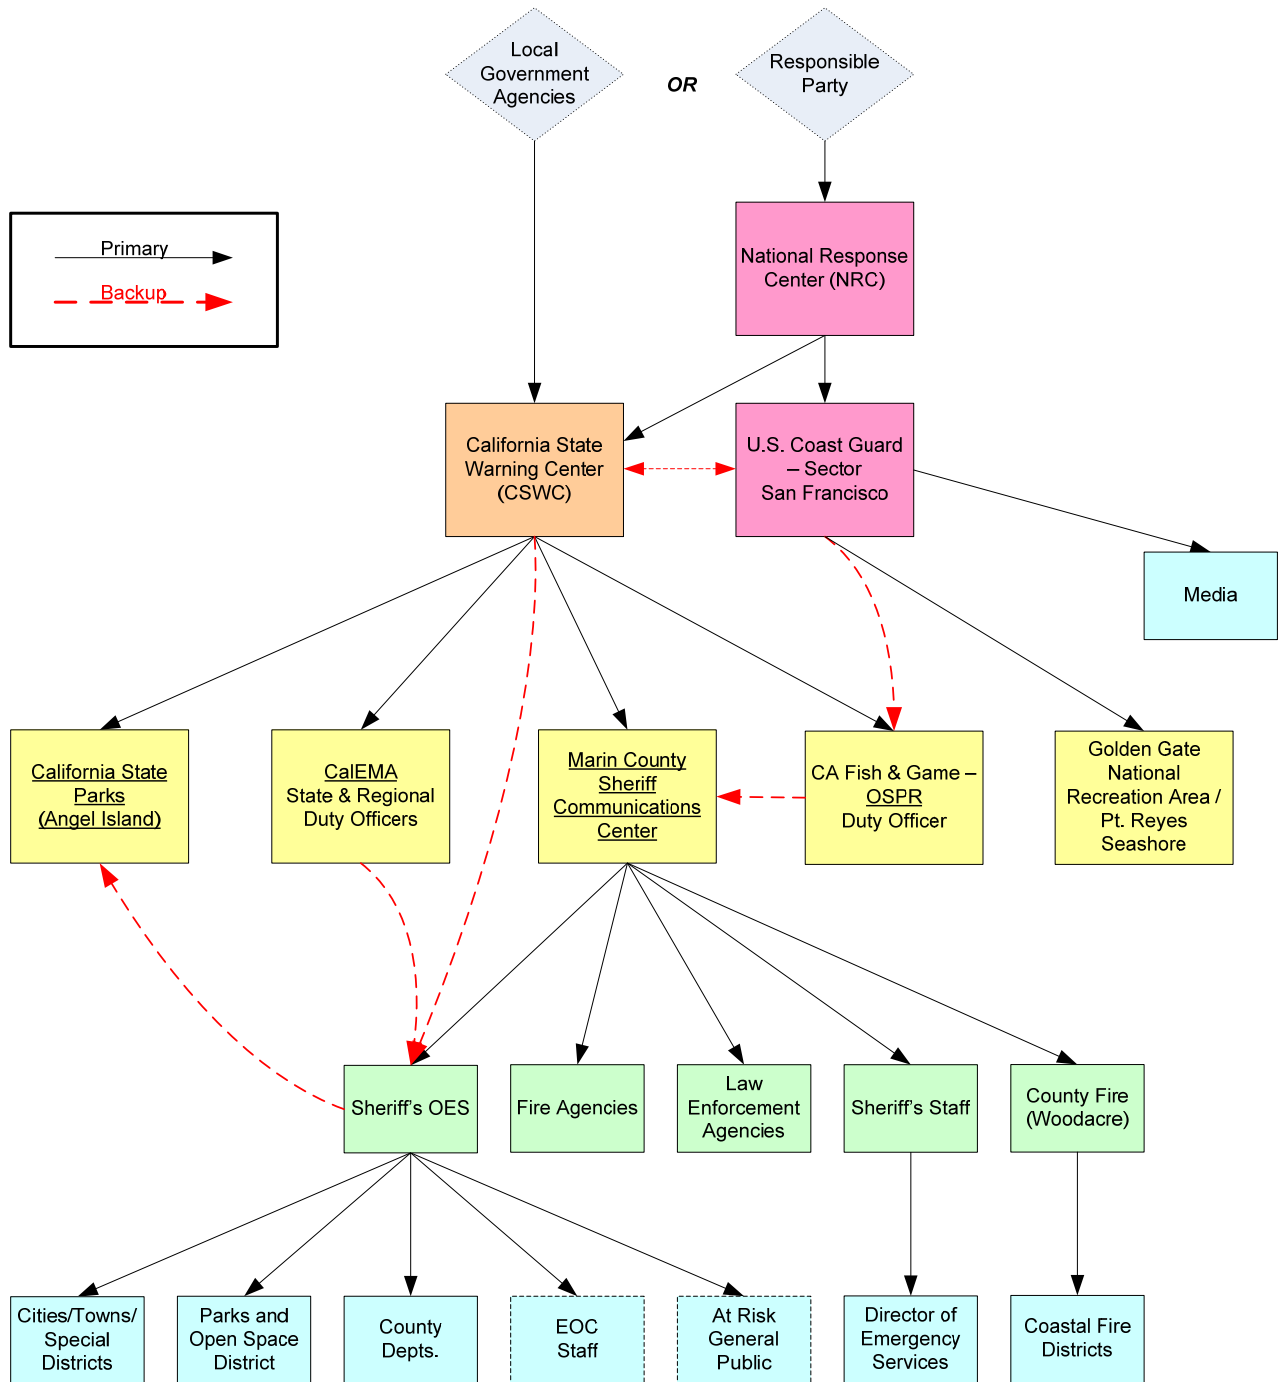 Local
Government
Agencies
OR
Responsible
Party
Primary
Backup
National Response
Center (NRC)
California State
Warning Center
(CSWC)
U.S. Coast Guard
– Sector
San Francisco
Media
California State
Parks
(Angel Island)
CalEMA
State & Regional
Duty Officers
Marin County
Sheriff
Communications
Center
CA Fish & Game –
OSPR
Duty Officer
Golden Gate
National
Recreation Area /
Pt. Reyes
Seashore
Sheriff's OES
Fire Agencies
Law
Enforcement
Agencies
Sheriff's Staff
County Fire
(Woodacre)
Cities/Towns/
Special
Districts
Parks and
Open Space
District
County
Depts.
EOC
Staff
At Risk
General
Public
Director of
Emergency
Services
Coastal Fire
Districts